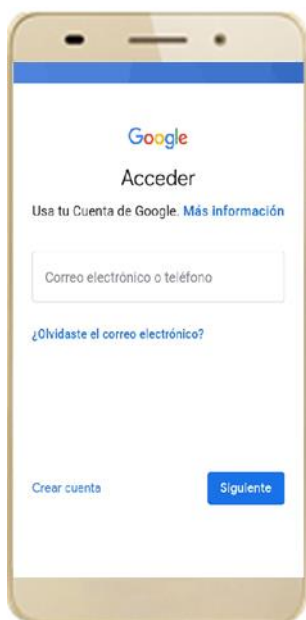 Google
Acceder
Usa tu Cuenta de Google. Más información
Correo electrónico o teléfono
¿Olvidaste el correo electrónico?
Crear cuenta
Siguiente